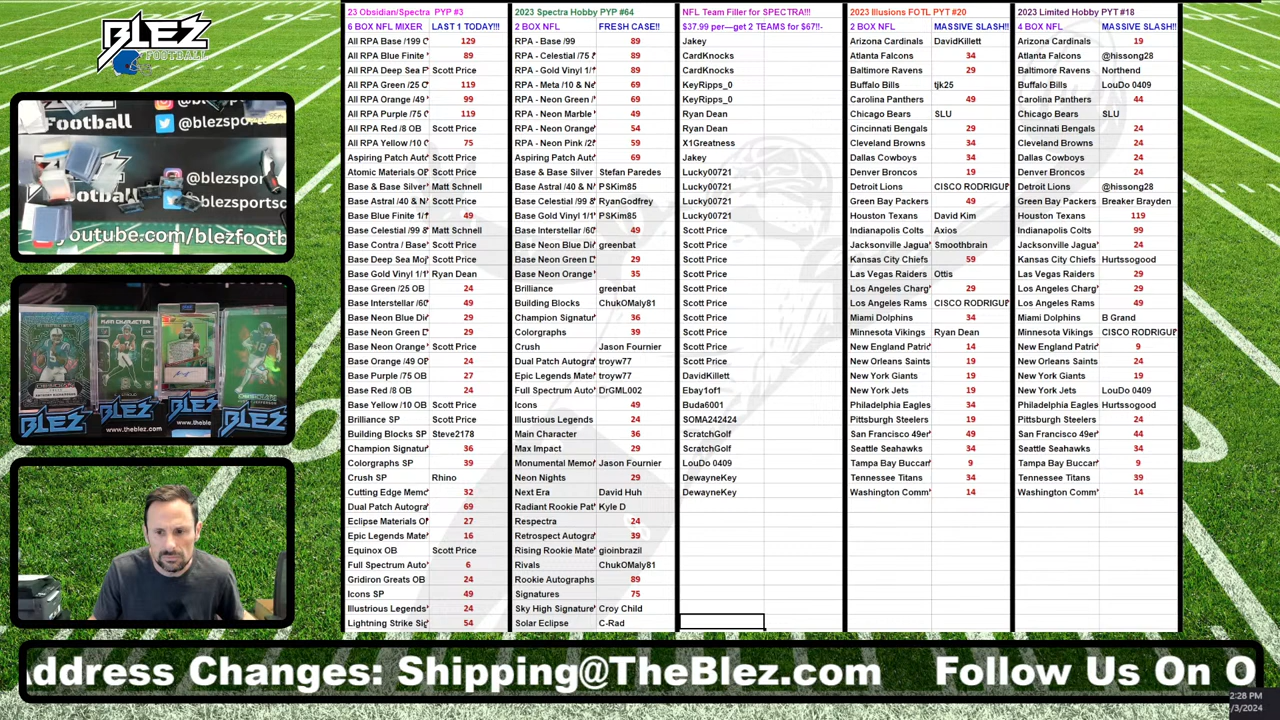 BLEZ
FOOTBALL
23 Obsidian/Spectra PYP #3
6 BOX NFL MIXER LAST 1 TODAY!!!
All RPA Base /199 C 129
All RPA Blue Finite 89
All RPA Deep Sea F Scott Price
All RPA Green /25 C 119
All RPA Orange /49 99
All RPA Purple /75 C 119
All RPA Red /8 OB Scott Price
All RPA Yellow /10 C 75
Aspiring Patch Auto Scott Price
Atomic Materials OB Scott Price
Base & Base Silver Matt Schnell
Base Astral /40 & N/ Scott Price
Base Blue Finite 1/ 49
Base Celestial /99 & Matt Schnell
Base Contra / Base Scott Price
Base Deep Sea Moj Scott Price
Base Gold Vinyl 1/1 Ryan Dean
Base Green /25 OB 24
Base Interstellar /60 49
Base Neon Blue Di 29
Base Neon Green D 29
Base Neon Orange Scott Price
Base Orange /49 OB 24
Base Purple /75 OB 27
Base Red /8 OB 24
Base Yellow /10 OB Scott Price
Brilliance SP Scott Price
Building Blocks SP Steve2178
Champion Signatur 36
Colorgraphs SP 39
Crush SP Rhino
Cutting Edge Memo 32
Dual Patch Autogra 69
Eclipse Materials O 27
Epic Legends Mate 16
Equinox OB Scott Price
Full Spectrum Auto 6
Gridiron Greats OB 24
Icons SP 49
Illustrious Legends 24
Lightning Strike Sig 54
2023 Spectra Hobby PYP #64
2 BOX NFL FRESH CASE!!
RPA - Base /99 89
RPA - Celestial /75 89
RPA - Gold Vinyl 1/ 89
RPA - Meta /10 & N 69
RPA - Neon Green / 69
RPA - Neon Marble 49
RPA - Neon Orange 54
RPA - Neon Pink /2 59
Aspiring Patch Aut 69
Base & Base Silver Stefan Paredes
Base Astral /40 & N/ PSKim85
Base Celestial /99 & RyanGodfrey
Base Gold Vinyl 1/1 PSKim85
Base Interstellar /60 49
Base Neon Blue Di greenbat
Base Neon Green D 29
Base Neon Orange 35
Brilliance greenbat
Building Blocks ChukOMaly81
Champion Signatur 36
Colorgraphs 39
Crush Jason Fournier
Dual Patch Autogra troyw77
Epic Legends Mate troyw77
Full Spectrum Auto DrGML002
Icons 49
Illustrious Legends 24
Main Character 36
Max Impact 29
Monumental Memo Jason Fournier
Neon Nights 29
Next Era David Huh
Radiant Rookie Pat Kyle D
Respectra 24
Retrospect Autogra 39
Rising Rookie Mate gioinbrazil
Rivals ChukOMaly81
Rookie Autographs 89
Signatures 75
Sky High Signature Croy Child
Solar Eclipse C-Rad
NFL Team Filler for SPECTRA!!!
$37.99 per—get 2 TEAMS for $67!!-
Jakey
CardKnocks
CardKnocks
KeyRipps_0
KeyRipps_0
Ryan Dean
Ryan Dean
X1Greatness
Jakey
Lucky00721
Lucky00721
Lucky00721
Lucky00721
Scott Price
Scott Price
Scott Price
Scott Price
Scott Price
Scott Price
Scott Price
Scott Price
Scott Price
Scott Price
DavidKillett
Ebay1of1
Buda6001
SOMA242424
ScratchGolf
ScratchGolf
LouDo 0409
DewayneKey
DewayneKey
2023 Illusions FOTL PYT #20
2 BOX NFL MASSIVE SLASH!!
Arizona Cardinals DavidKillett
Atlanta Falcons 34
Baltimore Ravens 29
Buffalo Bills tjk25
Carolina Panthers 49
Chicago Bears SLU
Cincinnati Bengals 29
Cleveland Browns 34
Dallas Cowboys 34
Denver Broncos 19
Detroit Lions CISCO RODRIGU
Green Bay Packers 49
Houston Texans David Kim
Indianapolis Colts Axios
Jacksonville Jagua Smoothbrain
Kansas City Chiefs 59
Las Vegas Raiders Ottis
Los Angeles Charg 29
Los Angeles Rams CISCO RODRIGU
Miami Dolphins 34
Minnesota Vikings Ryan Dean
New England Patric 14
New Orleans Saints 19
New York Giants 19
New York Jets 19
Philadelphia Eagles 34
Pittsburgh Steelers 19
San Francisco 49er 49
Seattle Seahawks 34
Tampa Bay Buccan 9
Tennessee Titans 34
Washington Comm 14
2023 Limited Hobby PYT #18
4 BOX NFL MASSIVE SLASH!!
Arizona Cardinals 19
Atlanta Falcons @hissong28
Baltimore Ravens Northend
Buffalo Bills LouDo 0409
Carolina Panthers 44
Chicago Bears SLU
Cincinnati Bengals 24
Cleveland Browns 24
Dallas Cowboys 24
Denver Broncos 24
Detroit Lions @hissong28
Green Bay Packers Breaker Brayden
Houston Texans 119
Indianapolis Colts 99
Jacksonville Jagua 24
Kansas City Chiefs Hurtssogood
Las Vegas Raiders 29
Los Angeles Charg 29
Los Angeles Rams 49
Miami Dolphins B Grand
Minnesota Vikings CISCO RODRIGU
New England Patric 9
New Orleans Saints 24
New York Giants 19
New York Jets LouDo 0409
Philadelphia Eagles Hurtssogood
Pittsburgh Steelers 24
San Francisco 49er 44
Seattle Seahawks 34
Tampa Bay Buccan 9
Tennessee Titans 39
Washington Comm 14
Football
@blezsports
@blezspor
@blezsportsc
youtube.com/blezfootb
BLEZ
www.theblez.com
ddress Changes: Shipping@TheBlez.com Follow Us On O
2:28 PM
/3/2024